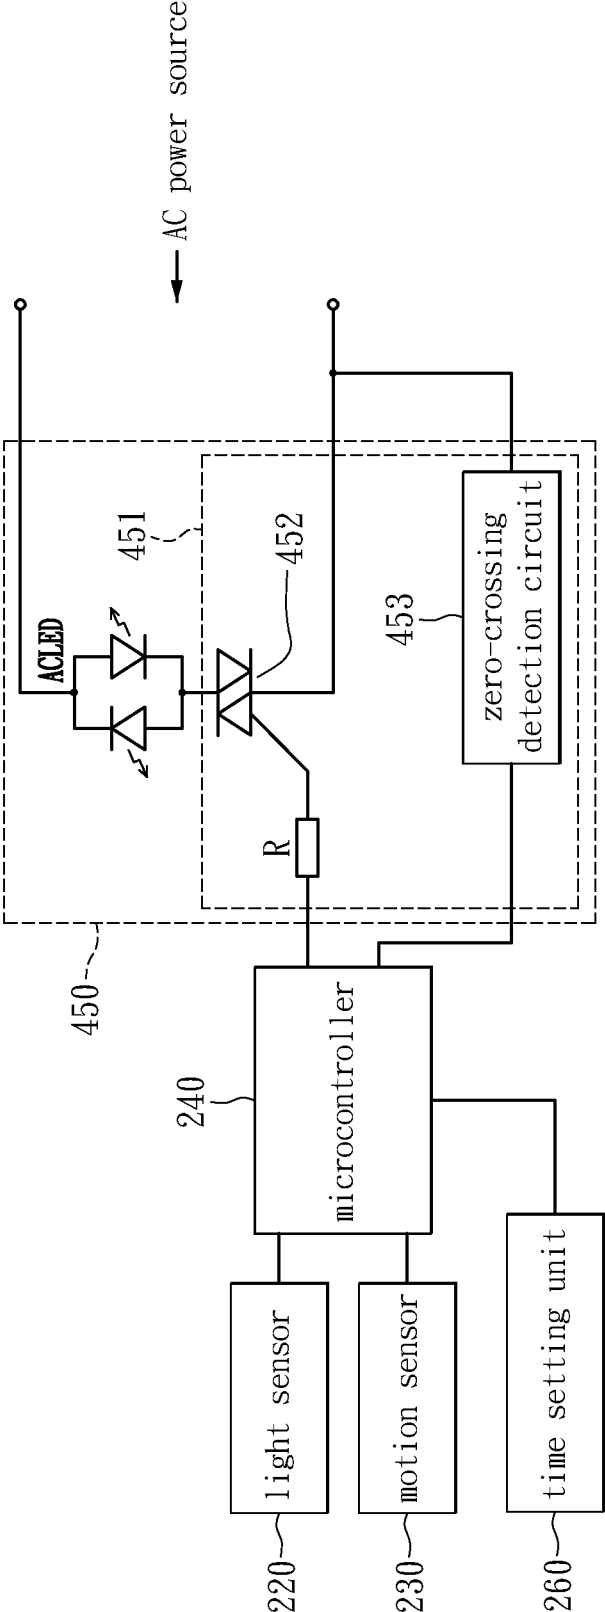 450
ACLED
451
AC power source
220
light sensor
240
microcontroller
R
452
230
motion sensor
453
zero-crossing
detection circuit
260
time setting unit